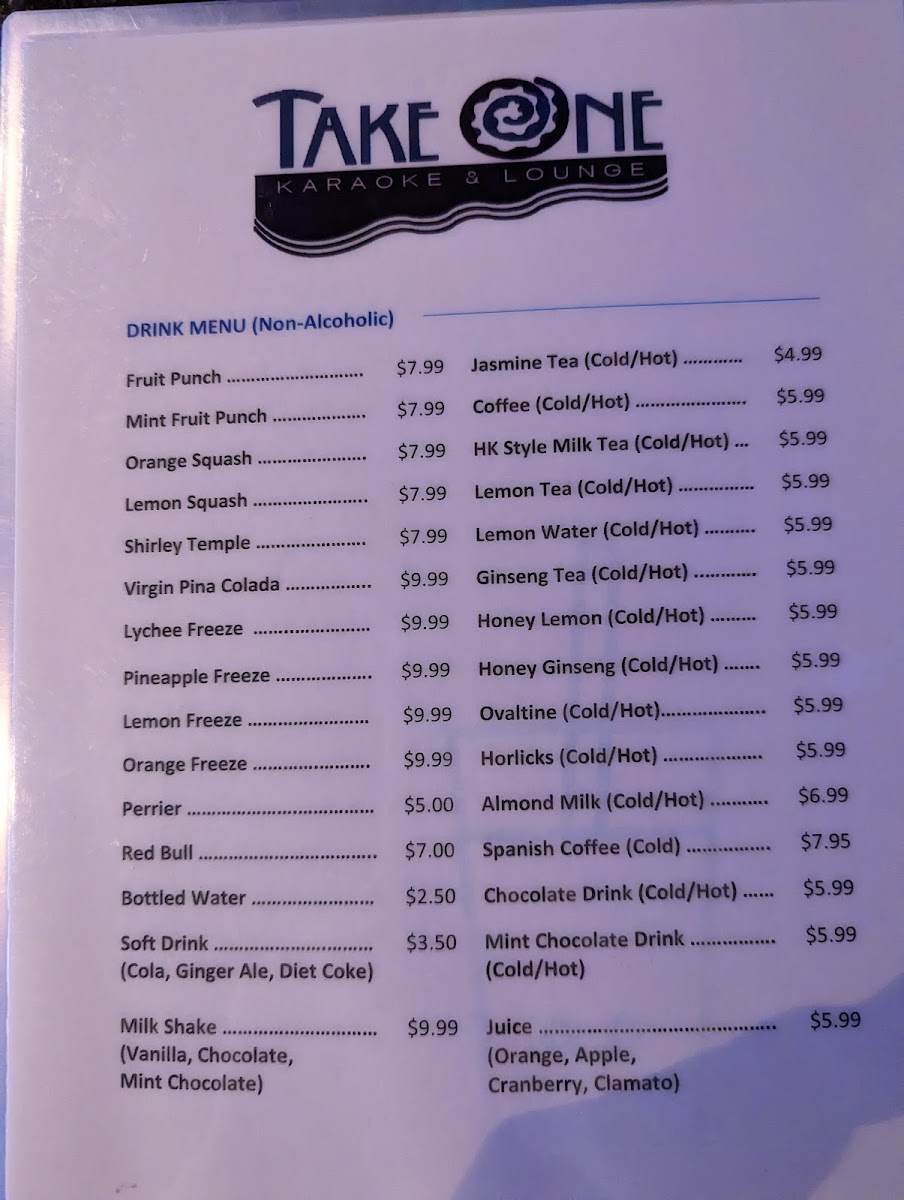 TAKE ONE
KARAOKE & LOUNGE
DRINK MENU (Non-Alcoholic)
Fruit Punch ............................ $7.99
Mint Fruit Punch ................... $7.99
Orange Squash ...................... $7.99
Lemon Squash ....................... $7.99
Shirley Temple ...................... $7.99
Virgin Pina Colada ................. $9.99
Lychee Freeze ........................ $9.99
Pineapple Freeze ................... $9.99
Lemon Freeze ......................... $9.99
Orange Freeze ........................ $9.99
Perrier ...................................... $5.00
Red Bull .................................... $7.00
Bottled Water ......................... $2.50
Soft Drink ................................ $3.50
(Cola, Ginger Ale, Diet Coke)
Milk Shake ............................... $9.99
(Vanilla, Chocolate,
Mint Chocolate)
Jasmine Tea (Cold/Hot) ............ $4.99
Coffee (Cold/Hot) ....................... $5.99
HK Style Milk Tea (Cold/Hot) ... $5.99
Lemon Tea (Cold/Hot) ............... $5.99
Lemon Water (Cold/Hot) .......... $5.99
Ginseng Tea (Cold/Hot) ............ $5.99
Honey Lemon (Cold/Hot) ......... $5.99
Honey Ginseng (Cold/Hot) ....... $5.99
Ovaltine (Cold/Hot)..................... $5.99
Horlicks (Cold/Hot) .................... $5.99
Almond Milk (Cold/Hot) ........... $6.99
Spanish Coffee (Cold) ................ $7.95
Chocolate Drink (Cold/Hot) ...... $5.99
Mint Chocolate Drink ................ $5.99
(Cold/Hot)
Juice ............................................ $5.99
(Orange, Apple,
Cranberry, Clamato)